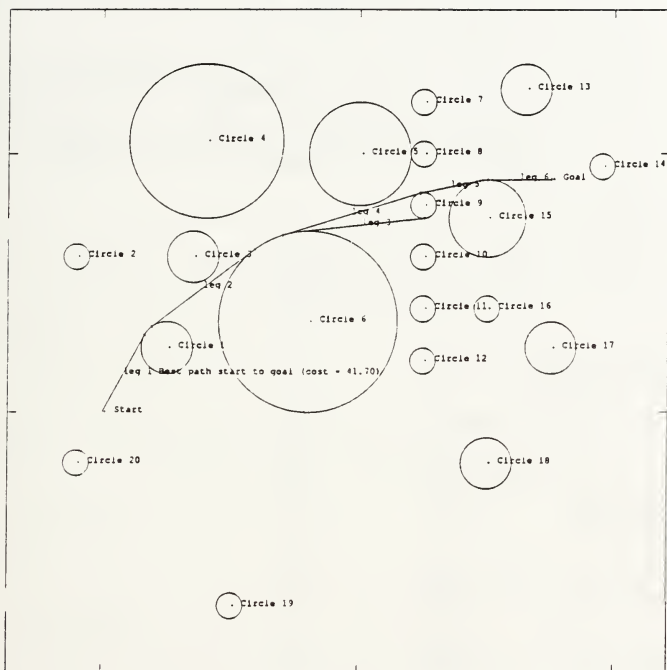 Circle 13
Circle 7
Circle 4
Circle 5
Circle 8
Circle 14
leg 6
Goal
leg 5
Circle 9
leg 4
Circle 15
leg 3
Circle 2
Circle 3
Circle 10
leg 2
Circle 11
Circle 16
Circle 6
Circle 1
Circle 17
Circle 12
leg 1 Best path start to goal (cost = 41.70)
Start
Circle 20
Circle 18
Circle 19